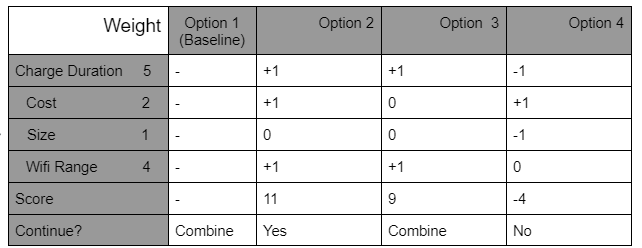 Weight Option 1 Option 2 Option 3 Option 4
(Baseline)
Charge Duration 5 - +1 +1 -1
Cost 2 - +1 0 +1
Size 1 - 0 0 -1
Wifi Range 4 - +1 +1 0
Score - 11 9 -4
Continue? Combine Yes Combine No